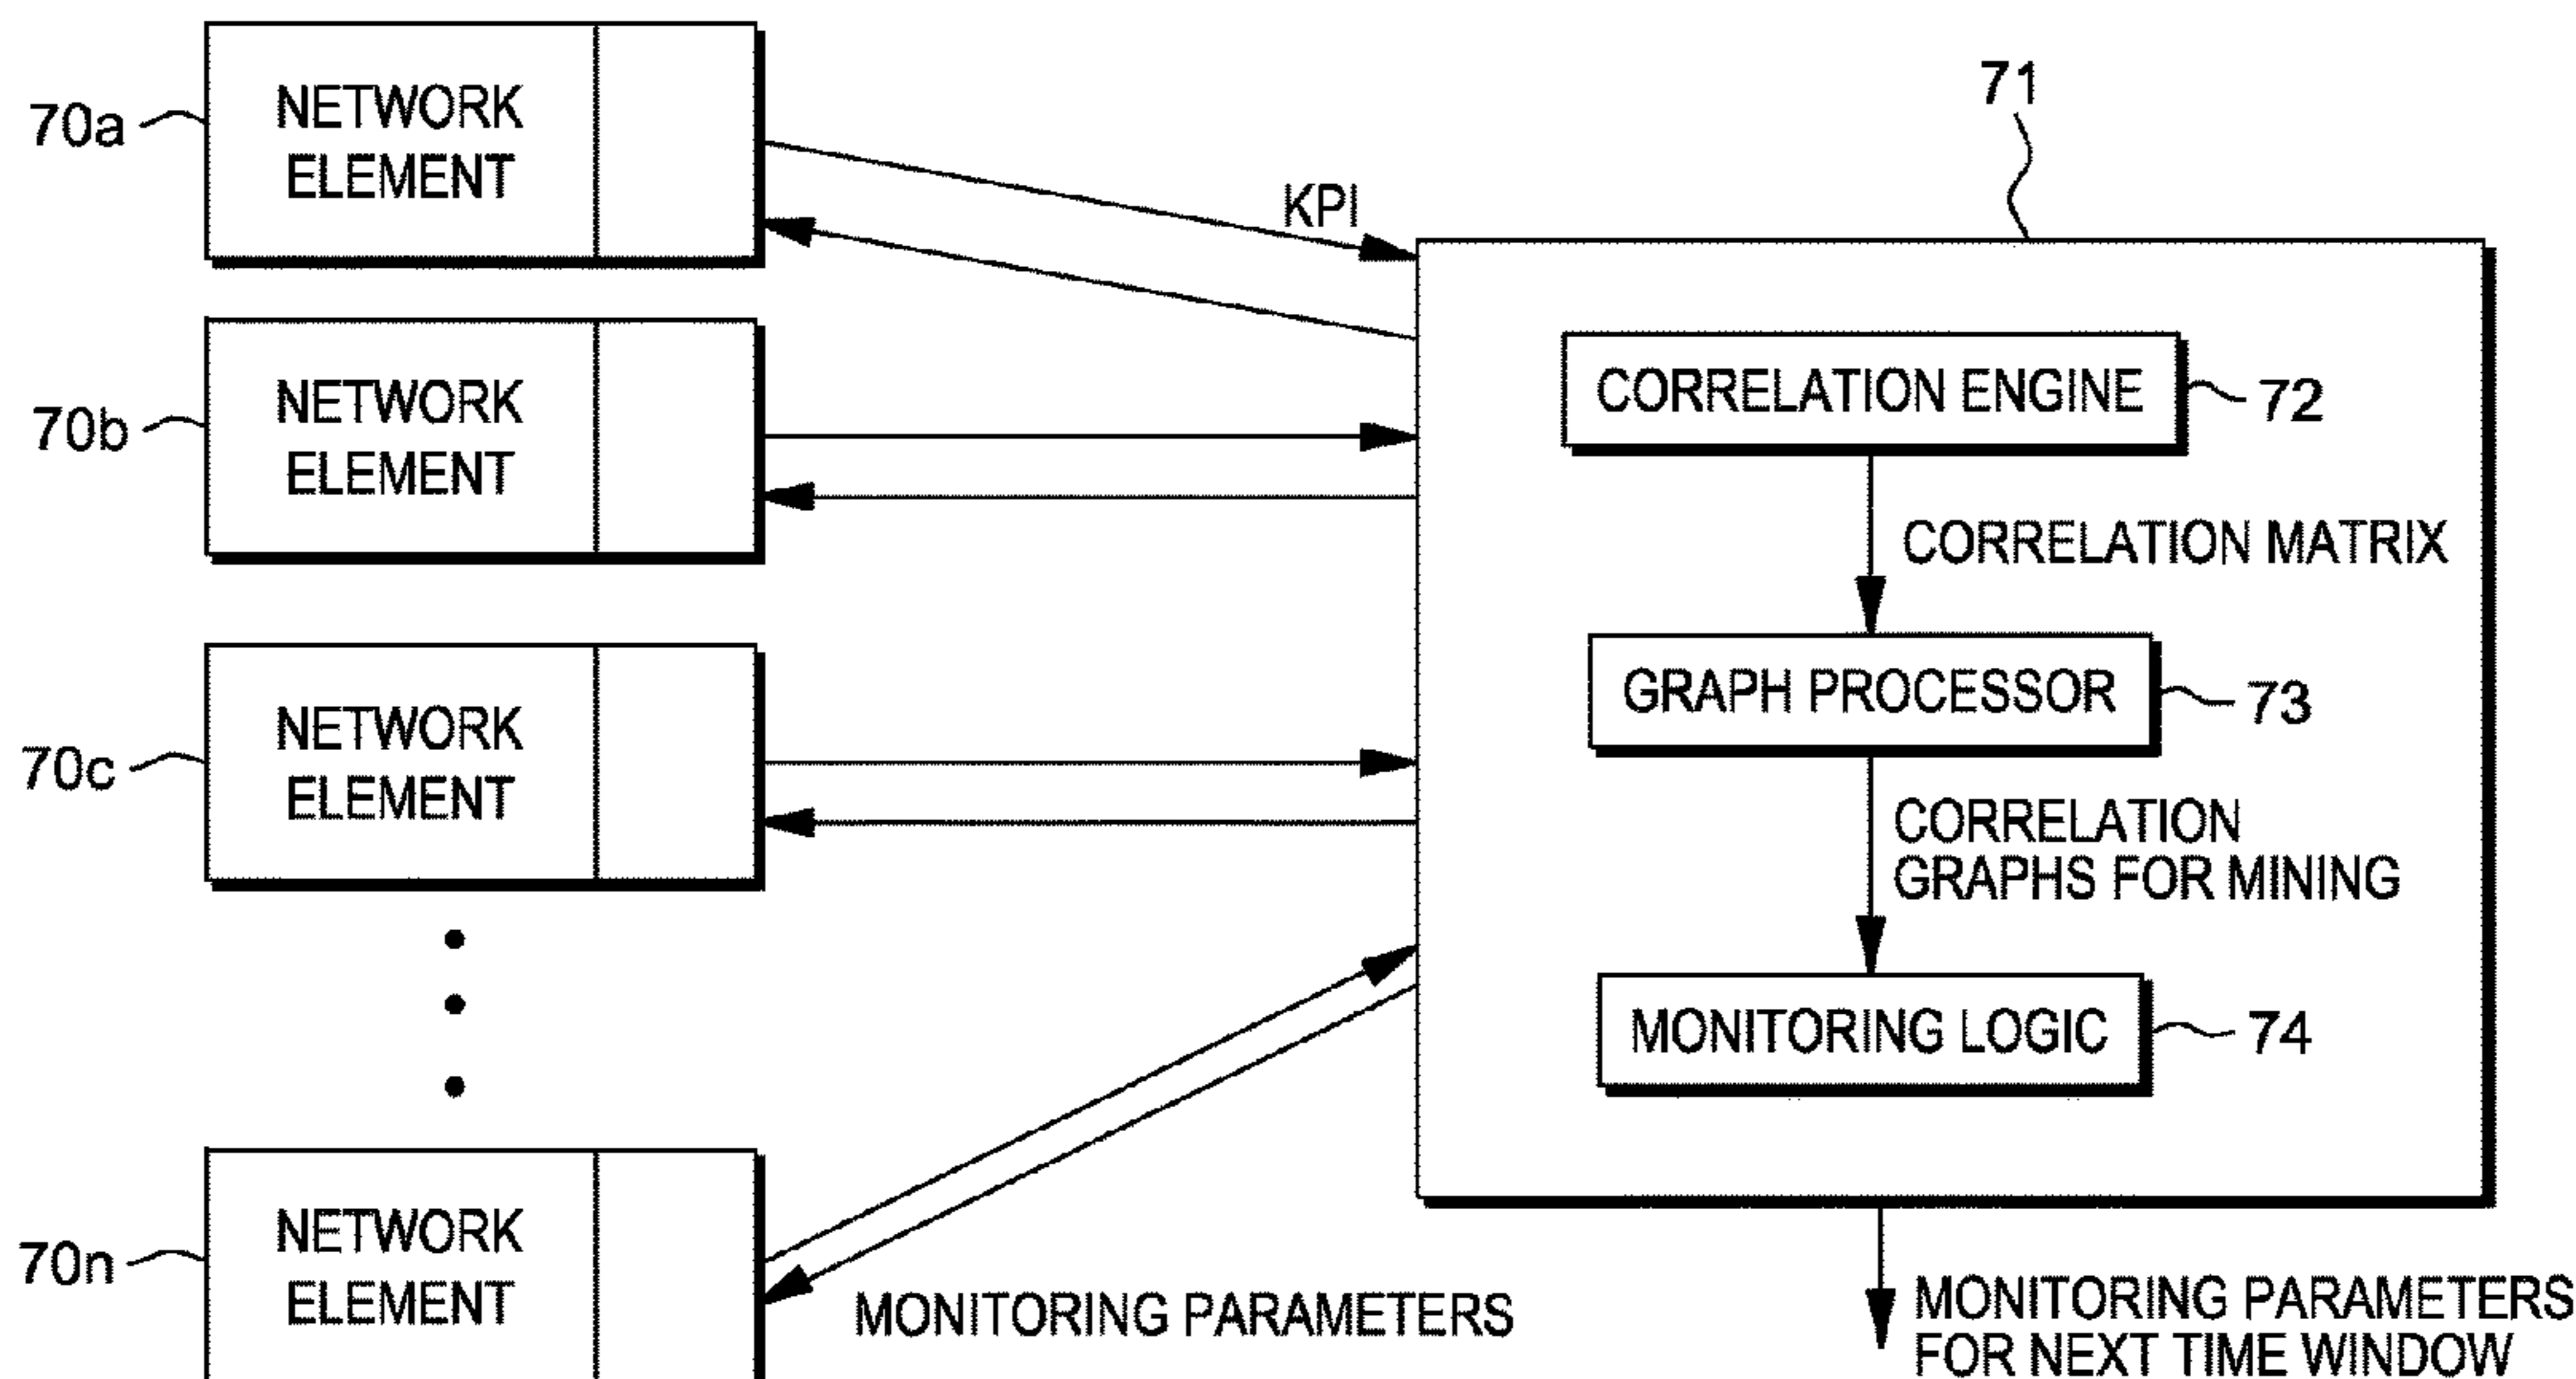 70a
NETWORK
ELEMENT
KPI
70b
NETWORK
ELEMENT
70c
NETWORK
ELEMENT
70n
NETWORK
ELEMENT
MONITORING PARAMETERS
71
CORRELATION ENGINE
72
CORRELATION MATRIX
GRAPH PROCESSOR
73
CORRELATION
GRAPHS FOR MINING
MONITORING LOGIC
74
MONITORING PARAMETERS
FOR NEXT TIME WINDOW